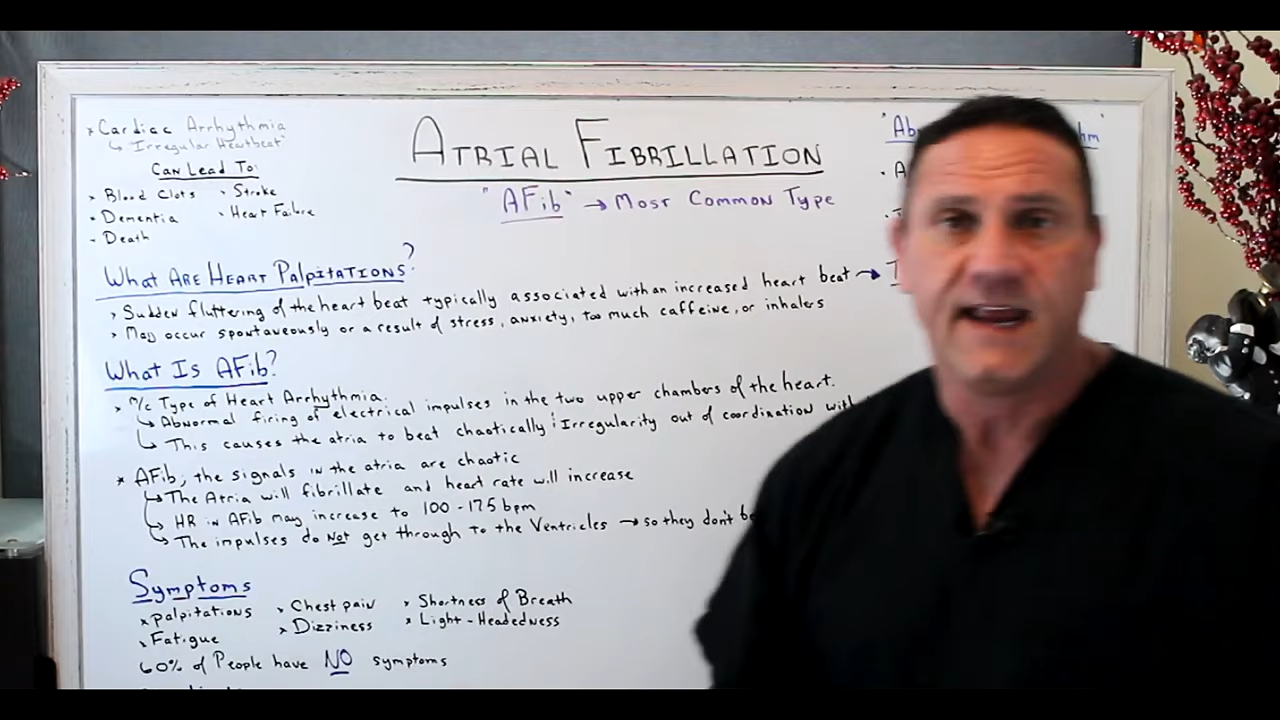 › Cardiac Arrhythmia
↳ Irregular Heartbeat"
Can Lead To:
› Blood Clots › Stroke
• Dementia › Heart Failure
- Death
ATRIAL FIBRILLATION
"AFib" → Most Common Type
What Are Heart Palpitations?
› Sudden fluttering of the heart beat typically associated with an increased heart beat →
› May occur spontaneously or a result of stress, anxiety, too much caffeine, or inhalers
What Is AFib?
› M/c Type of Heart Arrhythmia.
↳ Abnormal firing of electrical impulses in the two upper chambers of the heart.
↳ This causes the atria to beat chaotically & Irregularity out of coordination with
* AFib; the signals in the atria are chaotic
↳ The Atria will fibrillate and heart rate will increase
↳ HR in AFib may increase to 100-175 bpm
↳ The impulses do Not get through to the Ventricles → so they don't
Symptoms
› palpitations › Chest pain › Shortness of Breath
› Fatigue › Dizziness › Light-Headedness
60% of People have NO symptoms